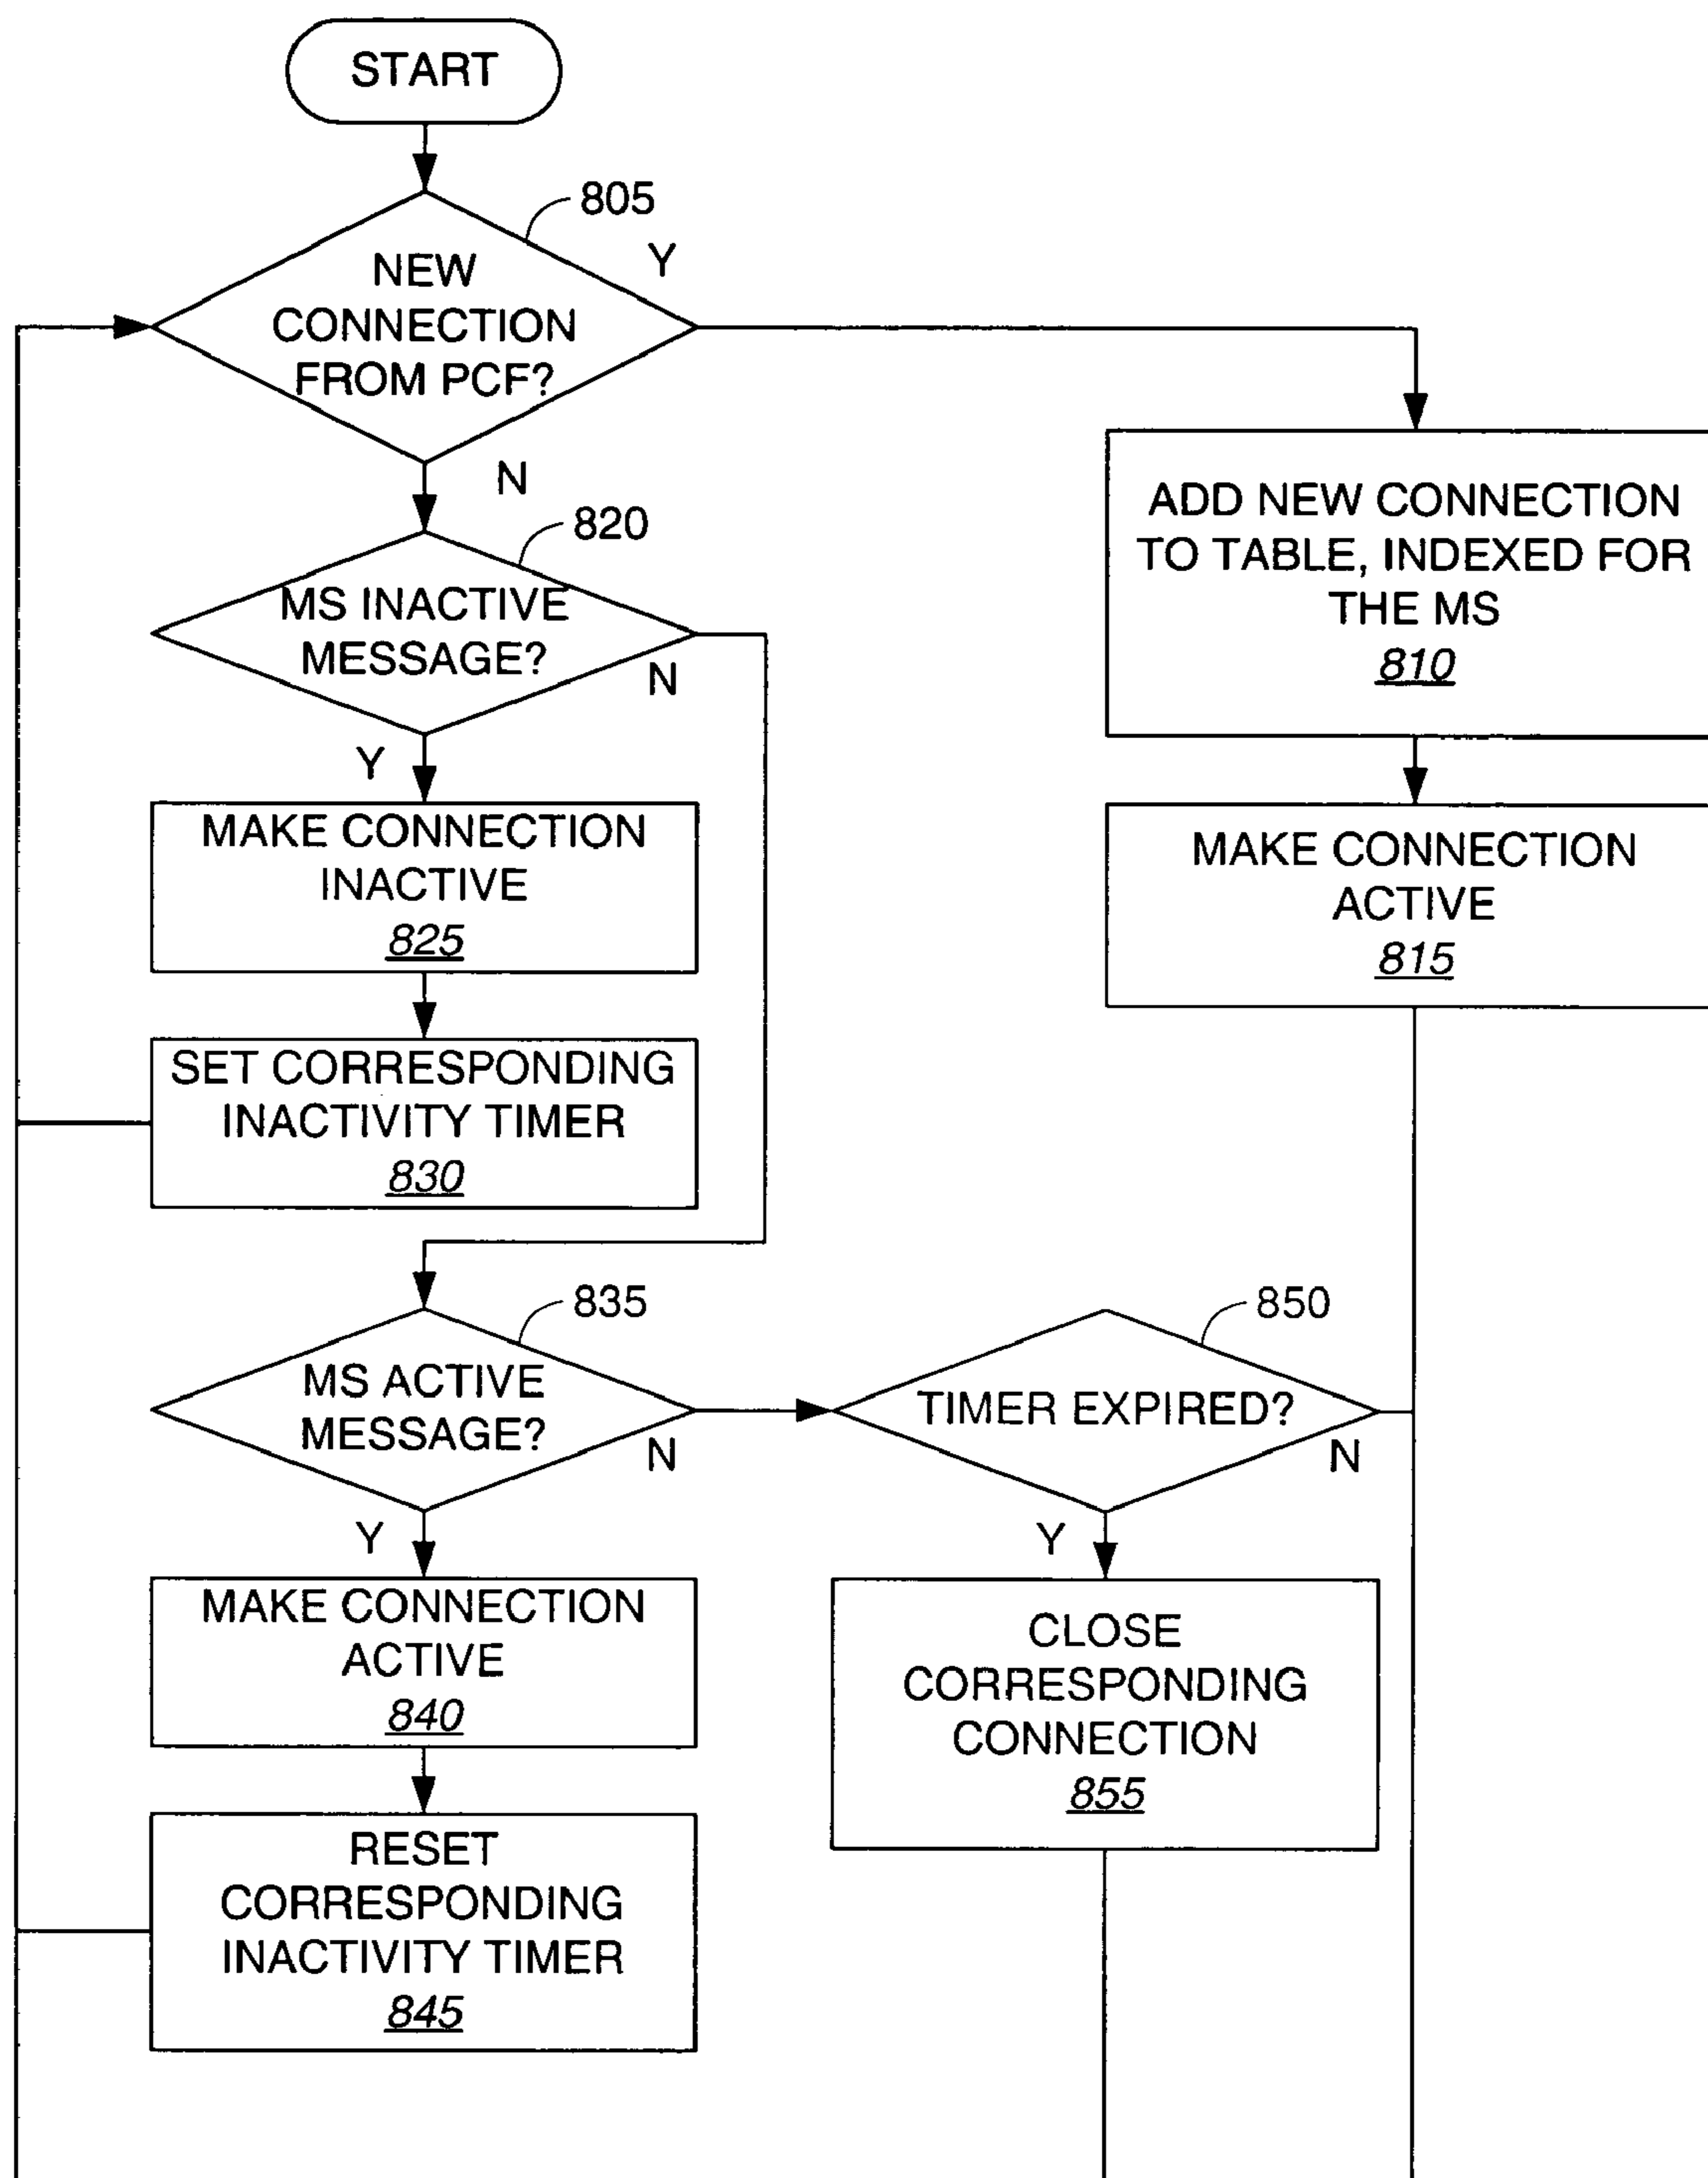 START
805
Y
NEW
CONNECTION
FROM PCF?
N
820
MS INACTIVE
MESSAGE?
N
Y
MAKE CONNECTION
INACTIVE
825
SET CORRESPONDING
INACTIVITY TIMER
830
ADD NEW CONNECTION
TO TABLE, INDEXED FOR
THE MS
810
MAKE CONNECTION
ACTIVE
815
835
MS ACTIVE
MESSAGE?
N
Y
850
TIMER EXPIRED?
N
Y
MAKE CONNECTION
ACTIVE
840
RESET
CORRESPONDING
INACTIVITY TIMER
845
CLOSE
CORRESPONDING
CONNECTION
855